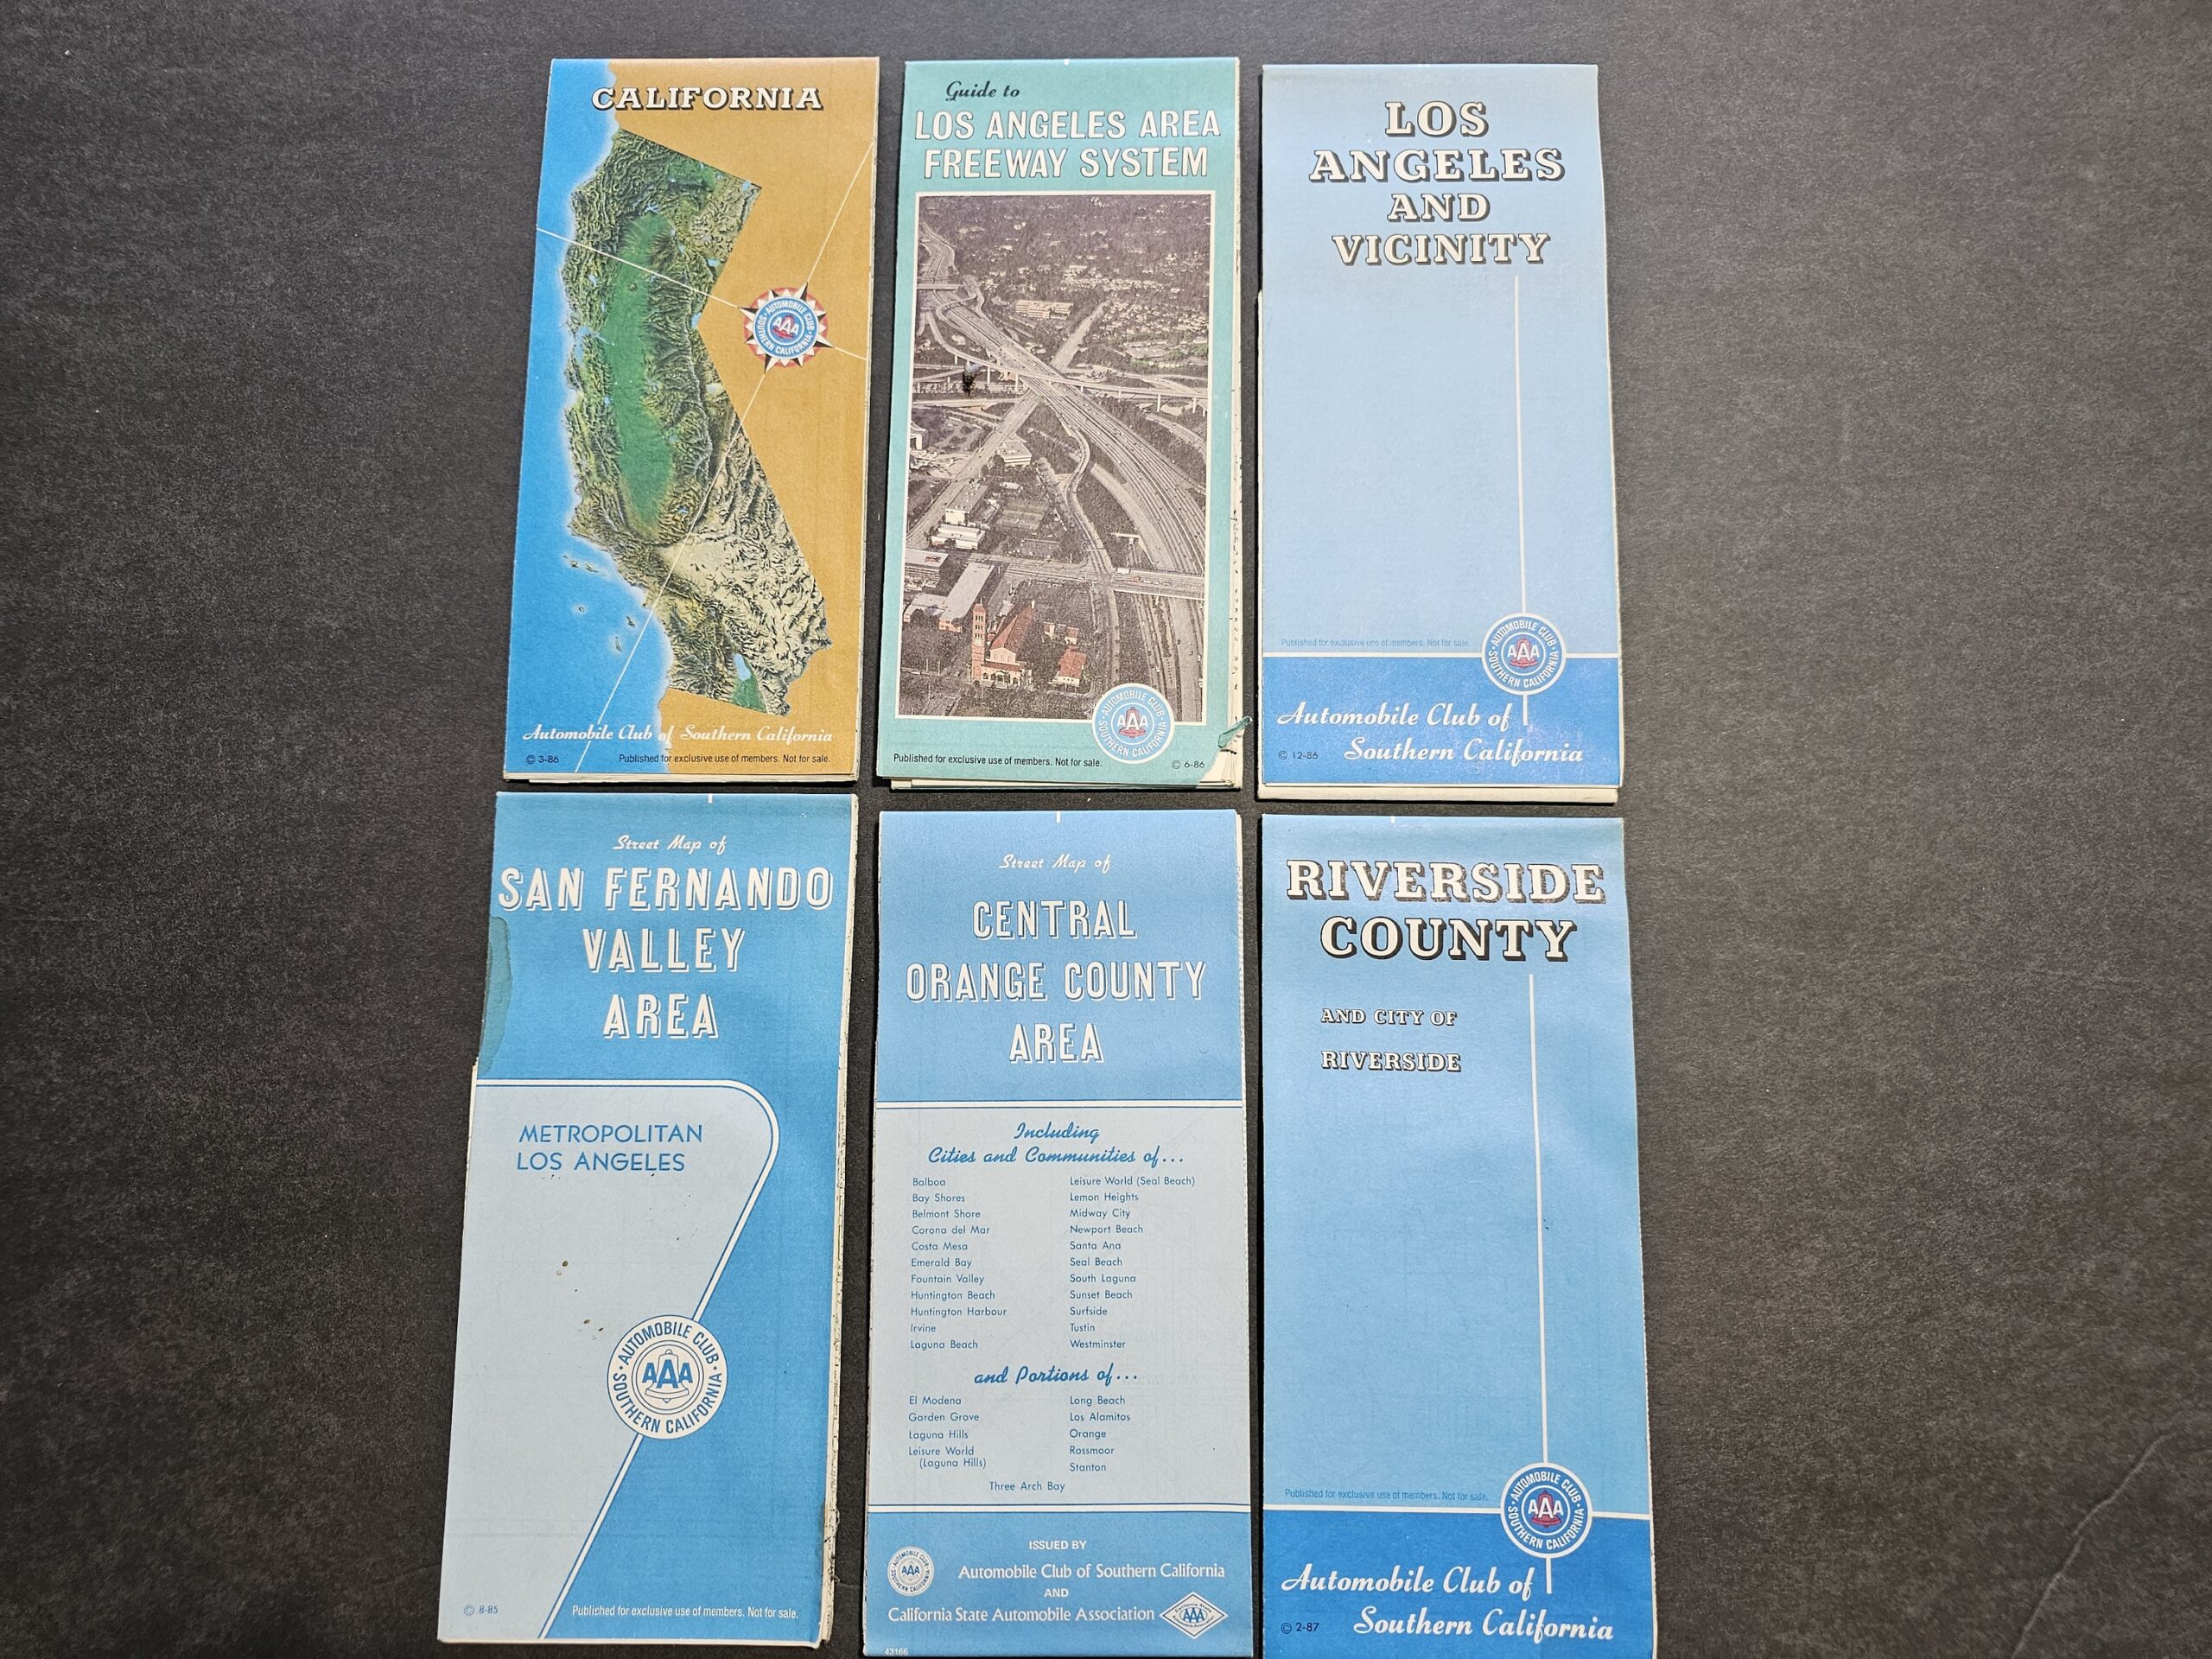 CALIFORNIA
AUTOMOBILE CLUB
AAA
SOUTHERN CALIFORNIA
Automobile Club of Southern California
© 3-86
Published for exclusive use of members. Not for sale.
Guide to
LOS ANGELES AREA
FREEWAY SYSTEM
AUTOMOBILE CLUB
AAA
SOUTHERN CALIFORNIA
Published for exclusive use of members. Not for sale.
© 6-86
LOS
ANGELES
AND
VICINITY
Published for exclusive use of members. Not for sale.
AUTOMOBILE CLUB
AAA
SOUTHERN CALIFORNIA
Automobile Club of
Southern California
© 12-86
Street Map of
SAN FERNANDO
VALLEY
AREA
METROPOLITAN
LOS ANGELES
AUTOMOBILE CLUB
AAA
SOUTHERN CALIFORNIA
© 8-85
Published for exclusive use of members. Not for sale.
Street Map of
CENTRAL
ORANGE COUNTY
AREA
Including
Cities and Communities of...
Balboa
Bay Shores
Belmont Shore
Corona del Mar
Costa Mesa
Emerald Bay
Fountain Valley
Huntington Beach
Huntington Harbour
Irvine
Laguna Beach
Leisure World (Seal Beach)
Lemon Heights
Midway City
Newport Beach
Santa Ana
Seal Beach
South Laguna
Sunset Beach
Surfside
Tustin
Westminster
and Portions of...
El Modena
Garden Grove
Laguna Hills
Leisure World
(Laguna Hills)
Long Beach
Los Alamitos
Orange
Rossmoor
Stanton
Three Arch Bay
ISSUED BY
AUTOMOBILE CLUB
AAA
SOUTHERN CALIFORNIA
Automobile Club of Southern California
AND
California State Automobile Association
AAA
43166
RIVERSIDE
COUNTY
AND CITY OF
RIVERSIDE
Published for exclusive use of members. Not for sale.
AUTOMOBILE CLUB
AAA
SOUTHERN CALIFORNIA
Automobile Club of
Southern California
© 2-87